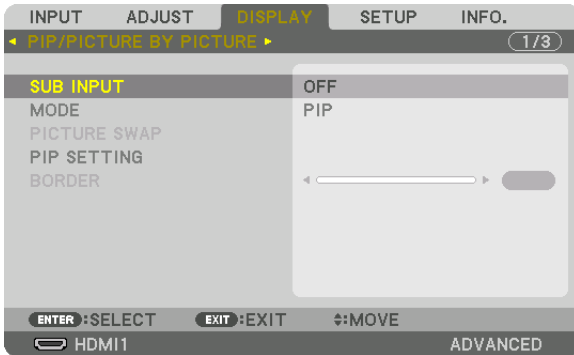 INPUT ADJUST DISPLAY SETUP INFO.
PIP/PICTURE BY PICTURE 1/3
SUB INPUT OFF
MODE PIP
PICTURE SWAP
PIP SETTING
BORDER
ENTER :SELECT EXIT :EXIT :MOVE
HDMI1 ADVANCED